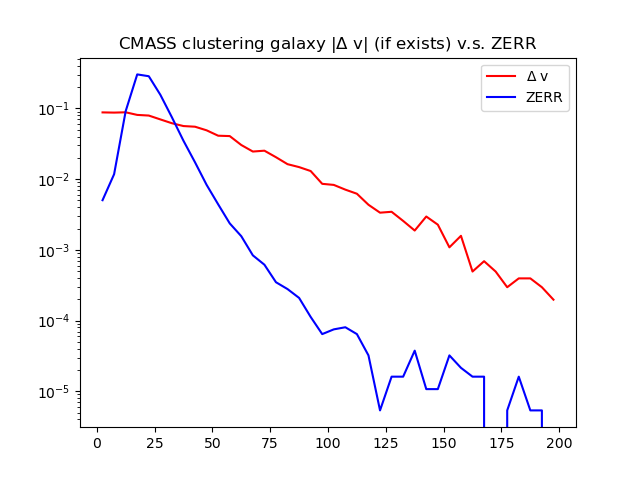 CMASS clustering galaxy |Δ v| (if exists) v.s. ZERR
Δ v
ZERR
10⁻¹
10⁻²
10⁻³
10⁻⁴
10⁻⁵
0 25 50 75 100 125 150 175 200